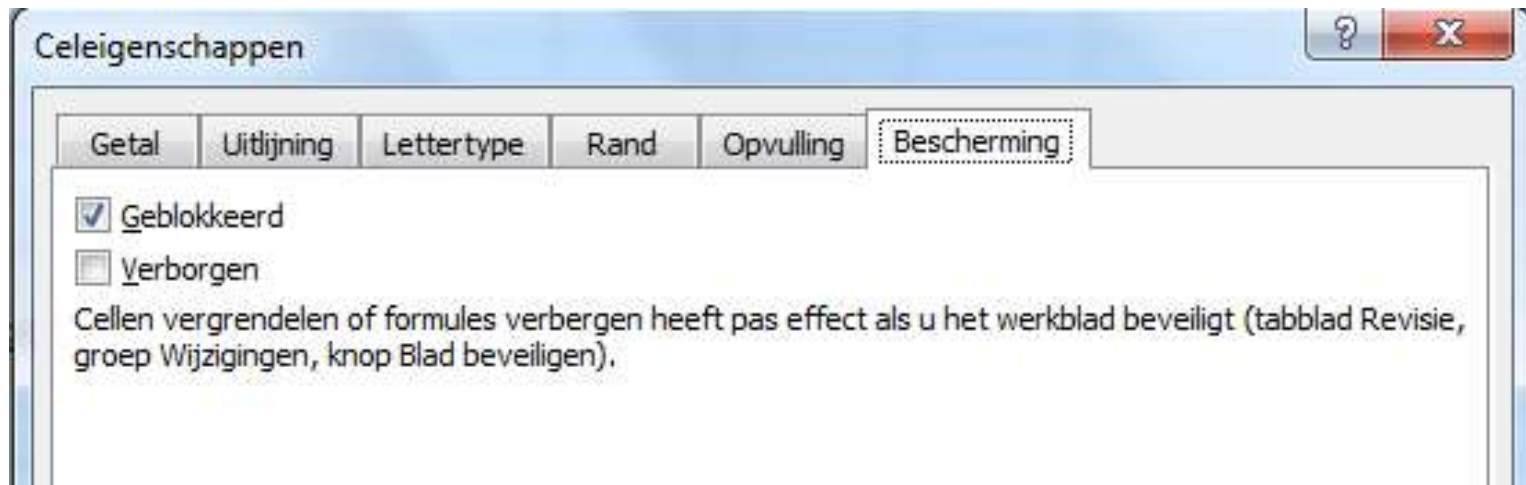 Celeigenschappen
Getal Uitlijning Lettertype Rand Opvulling Bescherming
Geblokkeerd
Verborgen
Cellen vergrendelen of formules verbergen heeft pas effect als u het werkblad beveiligt (tabblad Revisie,
groep Wijzigingen, knop Blad beveiligen).